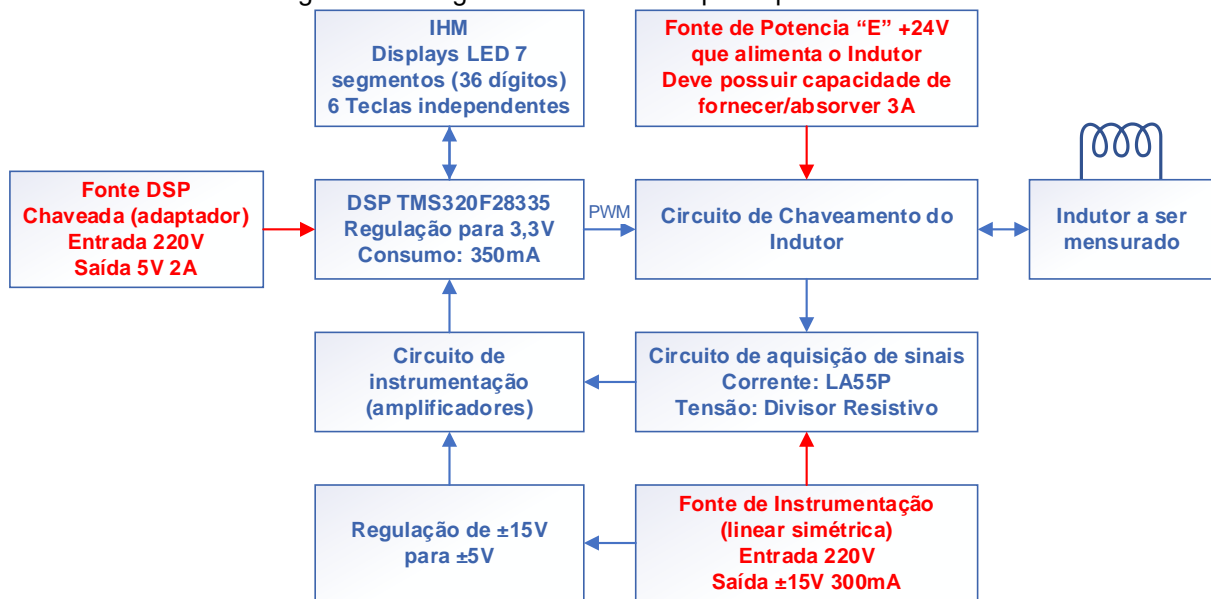 IHM
Displays LED 7
segmentos (36 dígitos)
6 Teclas independentes
Fonte de Potencia “E” +24V
que alimenta o Indutor
Deve possuir capacidade de
fornecer/absorver 3A
Fonte DSP
Chaveada (adaptador)
Entrada 220V
Saída 5V 2A
DSP TMS320F28335
Regulação para 3,3V
Consumo: 350mA
PWM
Circuito de Chaveamento do
Indutor
Indutor a ser
mensurado
Circuito de
instrumentação
(amplificadores)
Circuito de aquisição de sinais
Corrente: LA55P
Tensão: Divisor Resistivo
Regulação de ±15V
para ±5V
Fonte de Instrumentação
(linear simétrica)
Entrada 220V
Saída ±15V 300mA